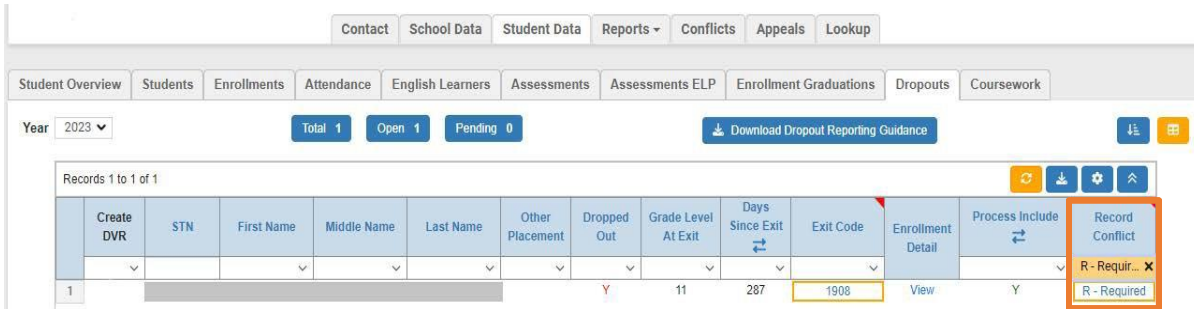 Contact School Data Student Data Reports Conflicts Appeals Lookup
Student Overview Students Enrollments Attendance English Learners Assessments Assessments ELP Enrollment Graduations Dropouts Coursework
Year 2023 Total 1 Open 1 Pending 0 Download Dropout Reporting Guidance
Records 1 to 1 of 1
Create DVR STN First Name Middle Name Last Name Other Placement Dropped Out Grade Level At Exit Days Since Exit Exit Code Enrollment Detail Process Include Record Conflict
R - Requir... X
1 Y 11 287 1908 View Y R - Required